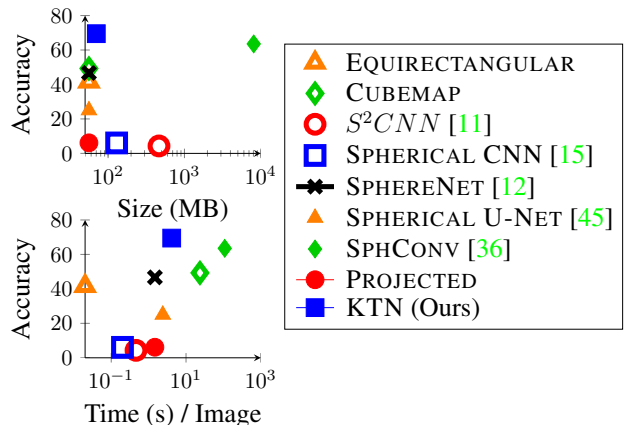 80
60
40
20
0
Accuracy
10^2 10^3 10^4
Size (MB)
80
60
40
20
0
Accuracy
10^−1 10^1 10^3
Time (s) / Image
EQUIRECTANGULAR
CUBEMAP
S^2CNN [11]
SPHERICAL CNN [15]
SPHERENET [12]
SPHERICAL U-NET [45]
SPHCONV [36]
PROJECTED
KTN (Ours)